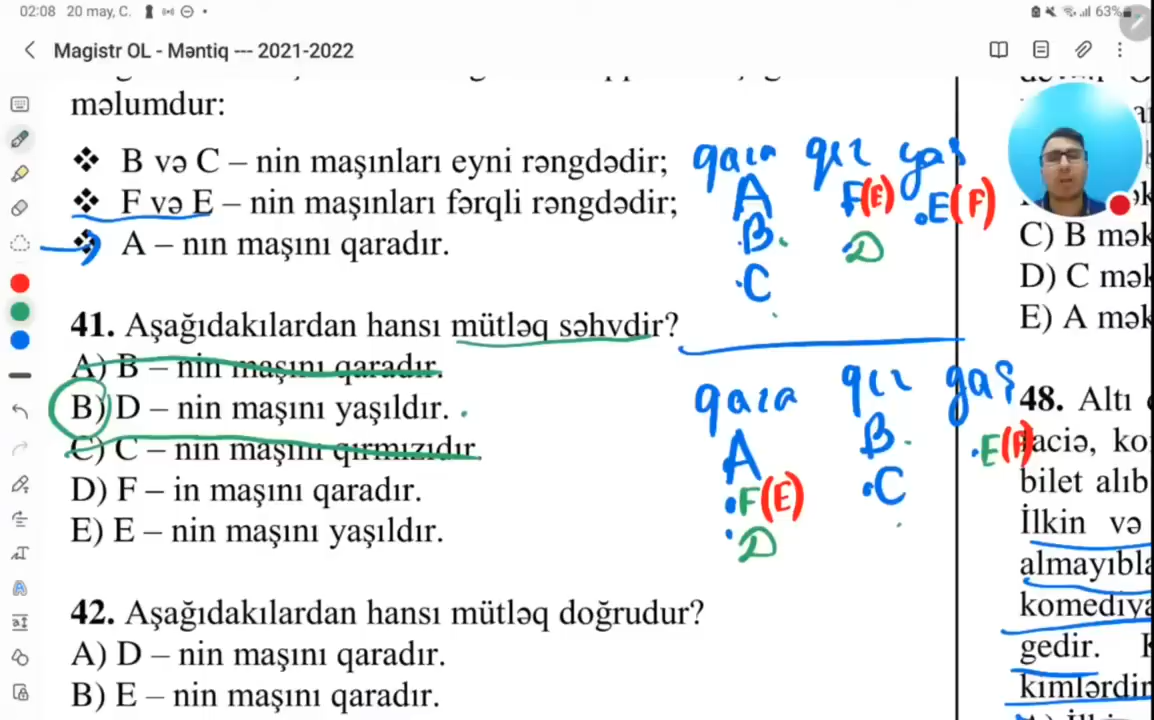 02:08 20 may, C.
63%
Magistr OL - Məntiq --- 2021-2022
məlumdur:
❖ B və C – nin maşınları eyni rəngdədir;
❖ F və E – nin maşınları fərqli rəngdədir;
❖ A – nın maşını qaradır.
qara qız yaş
A F(E) E(F)
B D
C
41. Aşağıdakılardan hansı mütləq səhvdir?
A) B – nin maşını qaradır.
B) D – nin maşını yaşıldır.
C) C – nin maşını qırmızıdır.
D) F – in maşını qaradır.
E) E – nin maşını yaşıldır.
qara qız yaş
A B E(F)
F(E) C
D
42. Aşağıdakılardan hansı mütləq doğrudur?
A) D – nin maşını qaradır.
B) E – nin maşını qaradır.
C) B mək
D) C mək
E) A mək
48. Altı
faciə, ko
bilet alıb
İlkin və
almayıbla
komediya
gedir.
kimlərdir